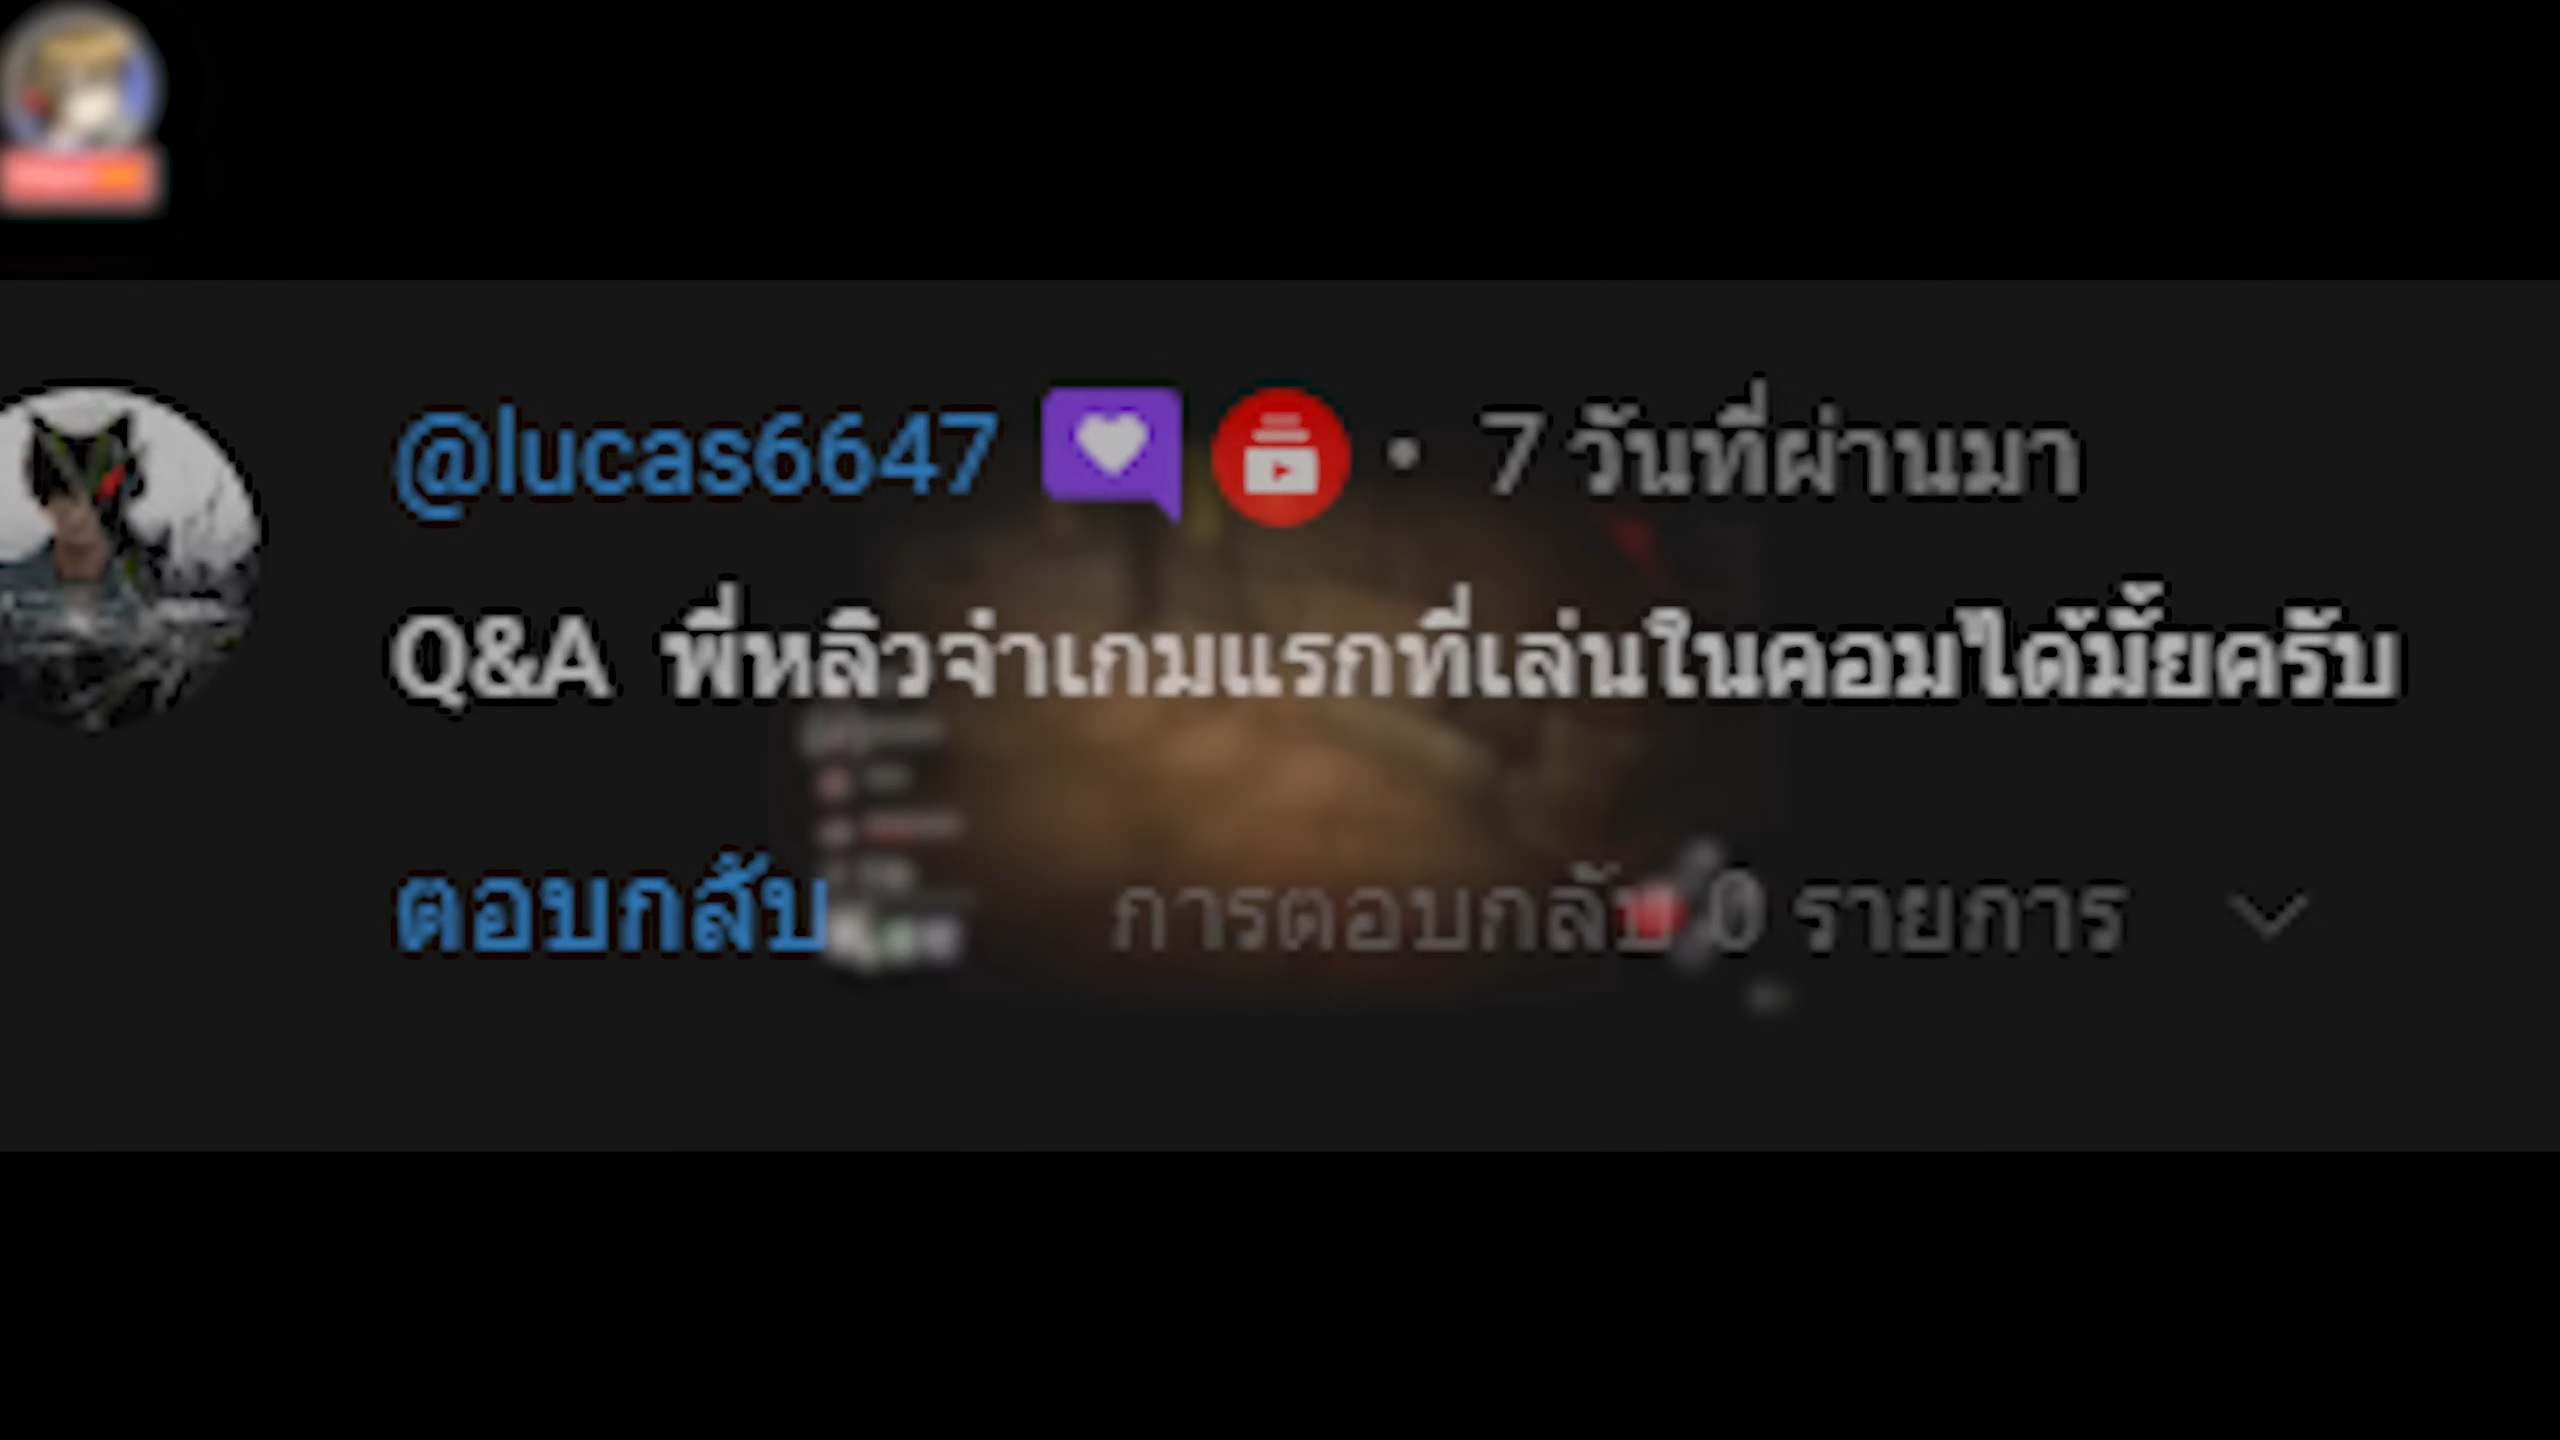 @lucas6647 • 7 วันที่ผ่านมา
Q&A พี่หลิวจำเกมแรกที่เล่นในคอมได้มั้ยครับ
ตอบกลับ การตอบกลับ 0 รายการ